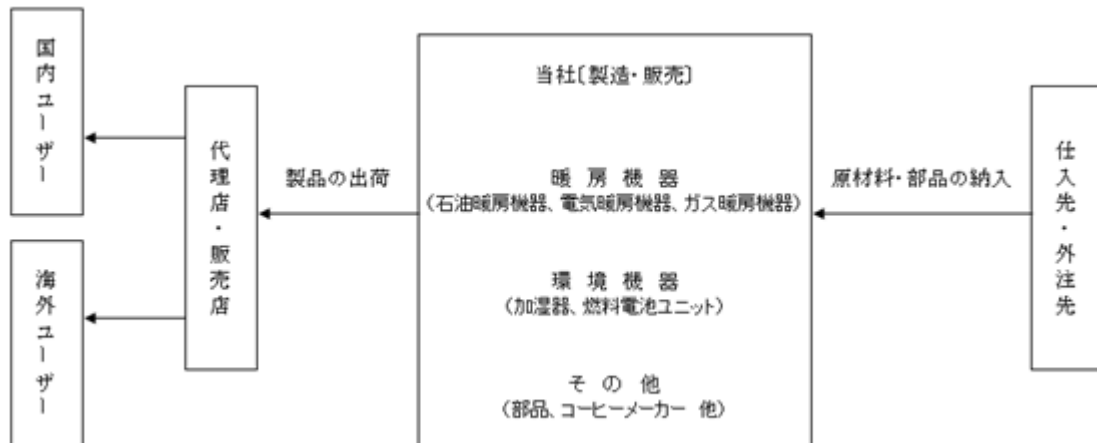 国内ユーザー
海外ユーザー
代理店・販売店
製品の出荷
当社〔製造・販売〕
暖房機器
(石油暖房機器、電気暖房機器、ガス暖房機器)
環境機器
(加湿器、燃料電池ユニット)
その他
(部品、コーヒーメーカー 他)
原材料・部品の納入
仕入先・外注先